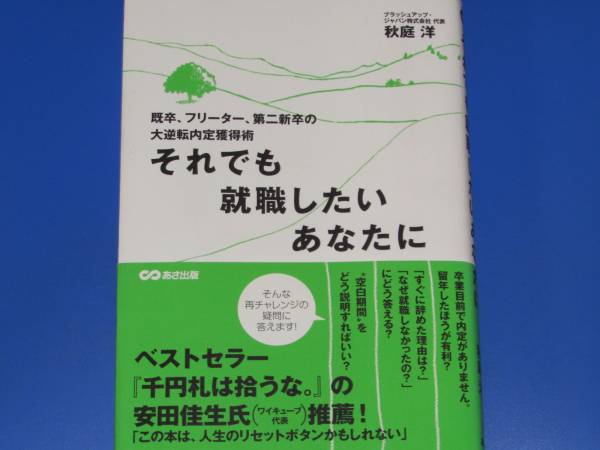 ブラッシュアップ・
ジャパン株式会社 代表
秋庭 洋
既卒、フリーター、第二新卒の
大逆転内定獲得術
それでも
就職したい
あなたに
あさ出版
そんな
再チャレンジの
疑問に
答えます!
卒業目前で内定がありません。
留年したほうが有利?
「すぐに辞めた理由は?」
「なぜ就職しなかったの?」
にどう答える?
"空白期間"を
どう説明すればいい?
ベストセラー
『千円札は拾うな。』の
安田佳生氏(ワイキューブ代表)推薦!
「この本は、人生のリセットボタンかもしれない」